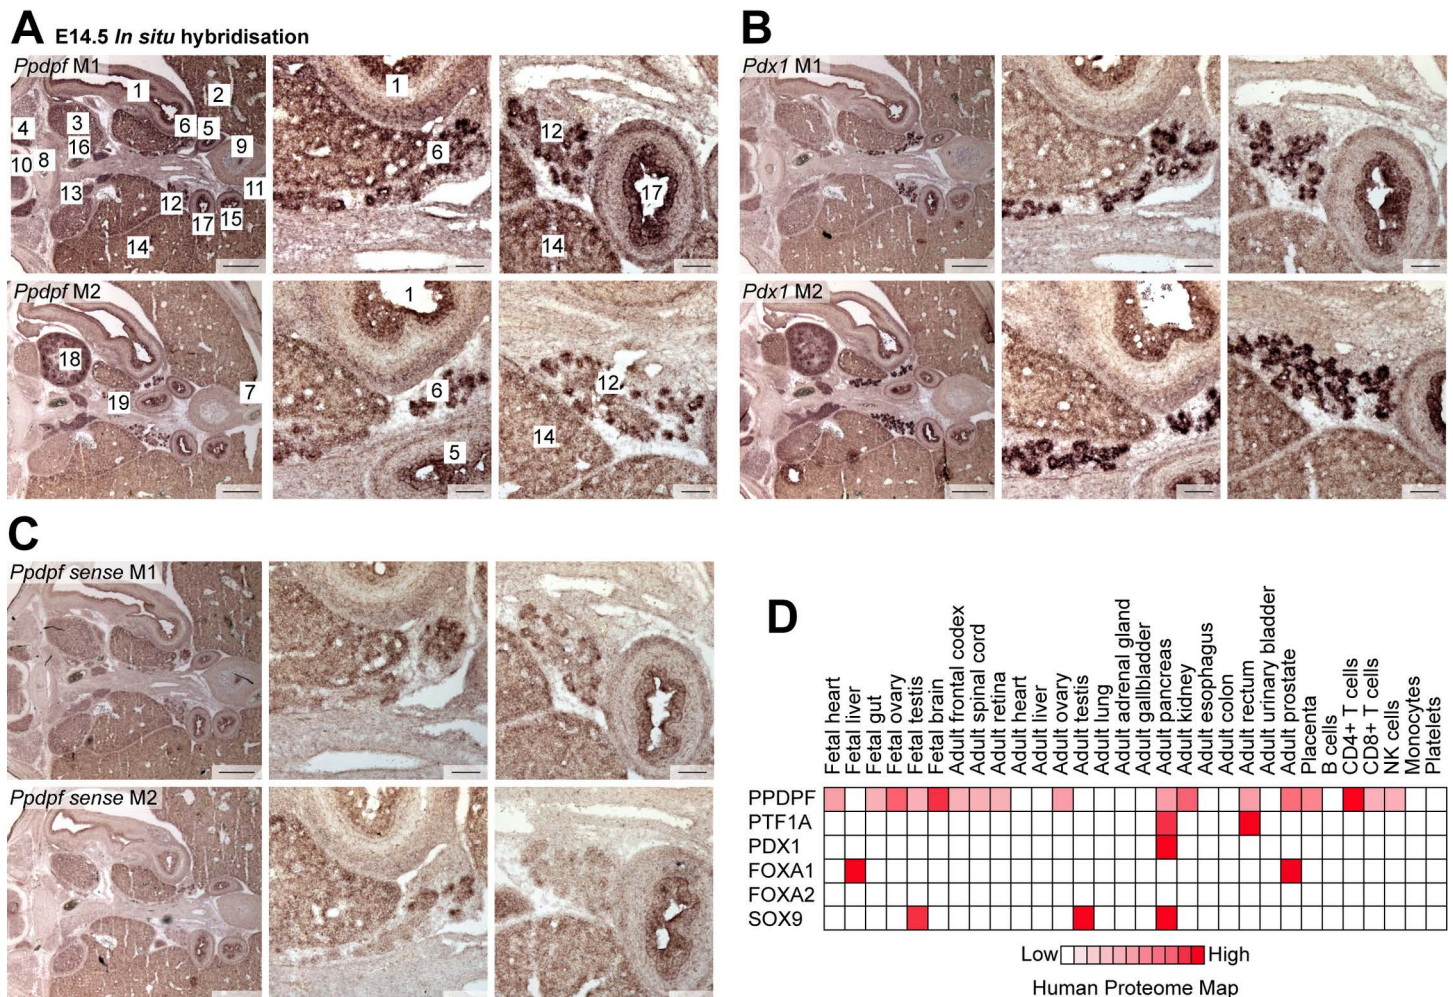 A E14.5 In situ hybridisation
Ppdpf M1
1
2
3
4
5
6
16
9
10
8
13
12
11
17
15
14
1
6
12
17
14
Ppdpf M2
18
19
7
1
6
5
12
14
B
Pdx1 M1
Pdx1 M2
C
Ppdpf sense M1
Ppdpf sense M2
D
Fetal heart
Fetal liver
Fetal gut
Fetal ovary
Fetal testis
Fetal brain
Adult frontal codex
Adult spinal cord
Adult retina
Adult heart
Adult liver
Adult ovary
Adult testis
Adult lung
Adult adrenal gland
Adult gallbladder
Adult pancreas
Adult kidney
Adult esophagus
Adult colon
Adult rectum
Adult urinary bladder
Adult prostate
Placenta
B cells
CD4+ T cells
CD8+ T cells
NK cells
Monocytes
Platelets
PPDPF
PTF1A
PDX1
FOXA1
FOXA2
SOX9
Low High
Human Proteome Map